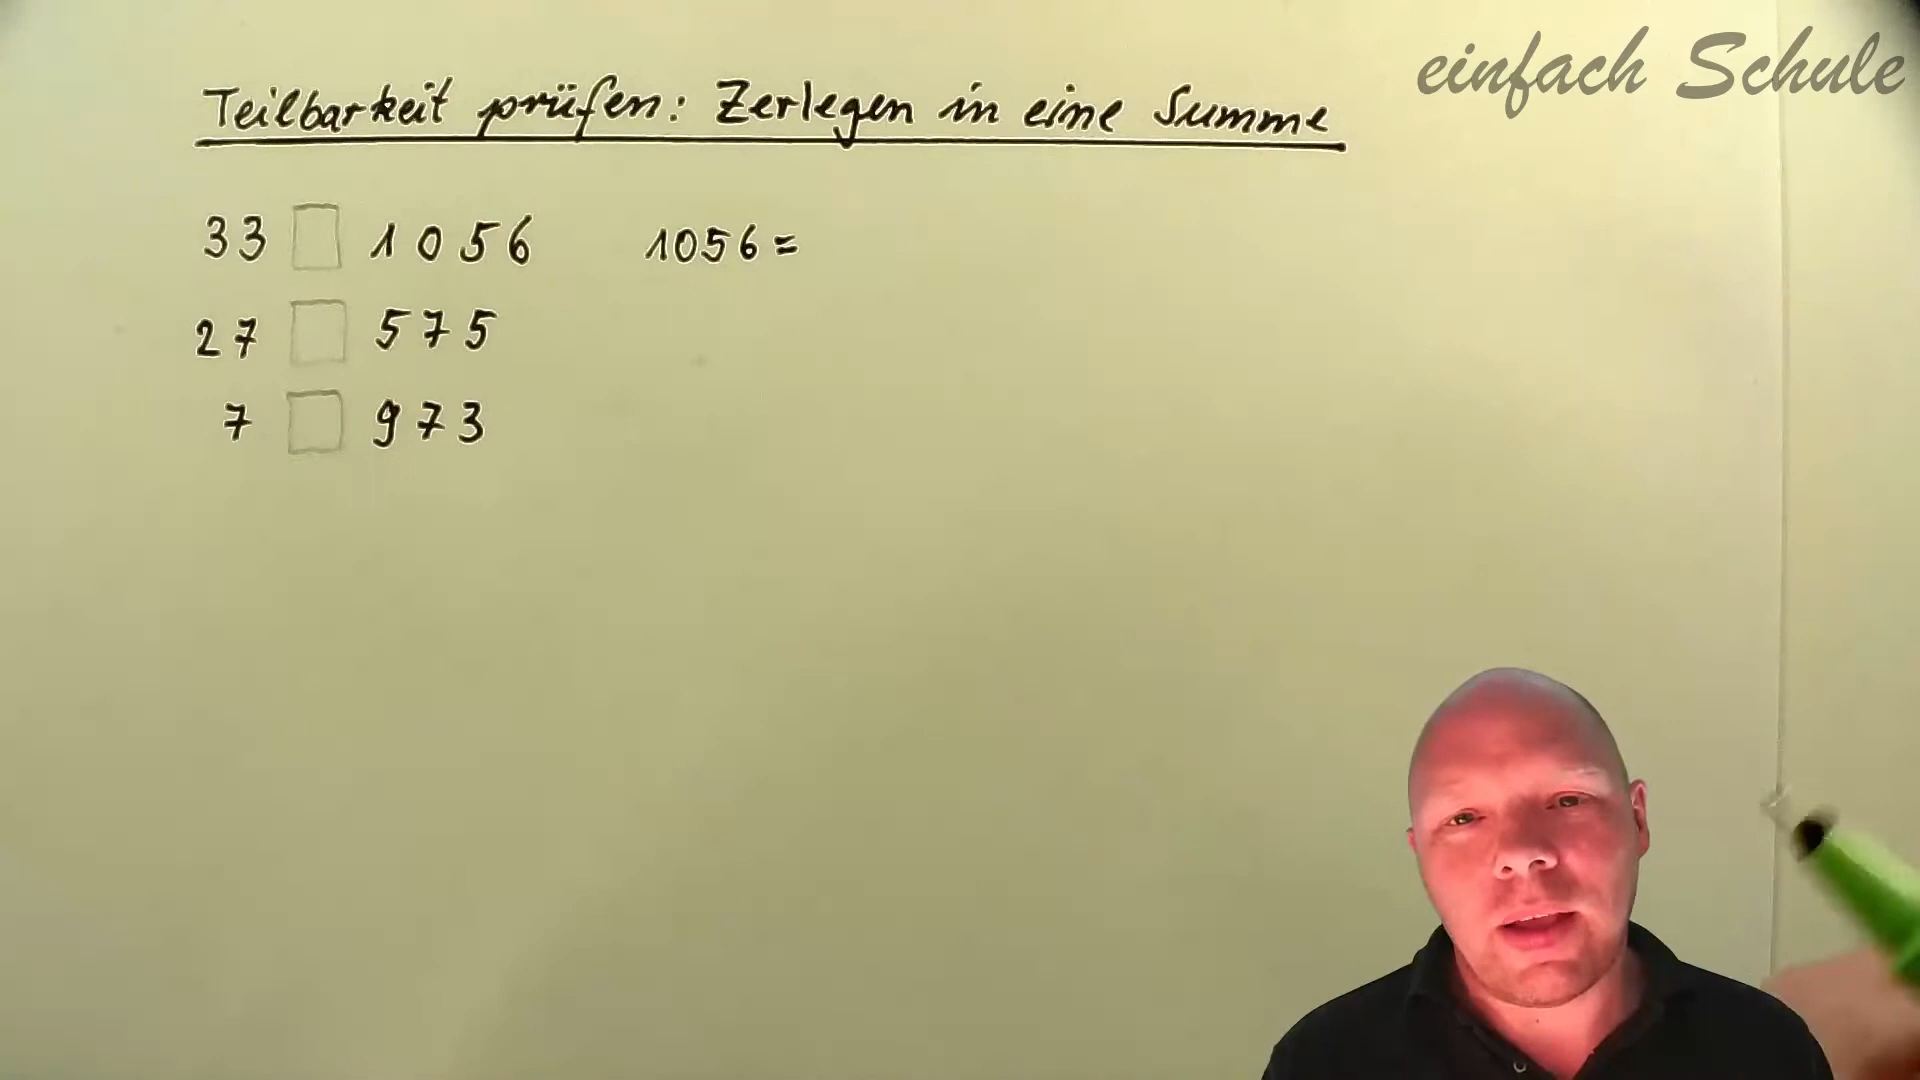 einfach Schule
Teilbarkeit prüfen: Zerlegen in eine Summe
33 1056 1056 =
27 575
7 973